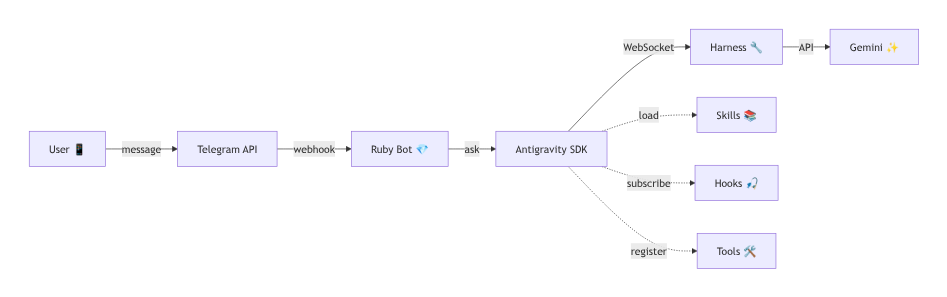 WebSocket
Harness 🔧
API
Gemini ✨
load
Skills 📚
User 📱
message
Telegram API
webhook
Ruby Bot 💎
ask
Antigravity SDK
subscribe
Hooks 🎣
register
Tools 🛠️